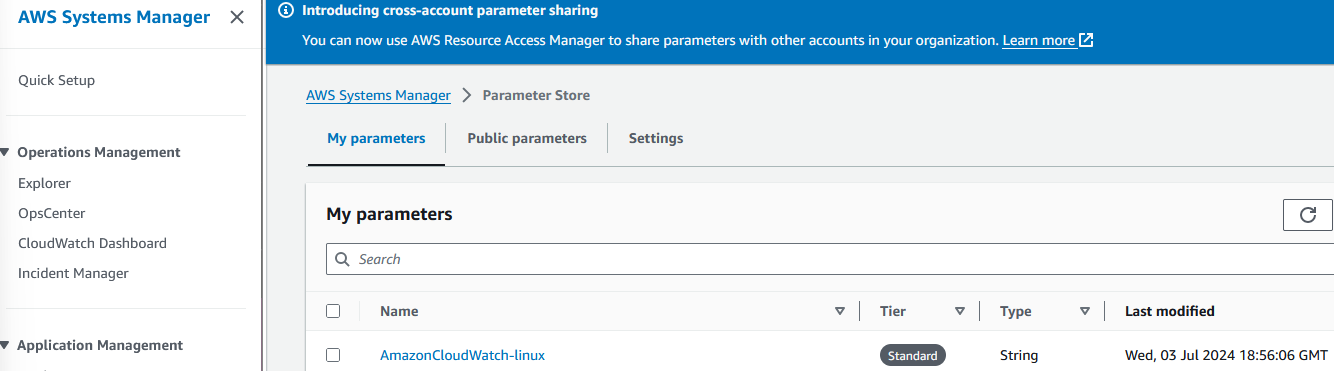 AWS Systems Manager
Quick Setup
Operations Management
Explorer
OpsCenter
CloudWatch Dashboard
Incident Manager
Application Management
Introducing cross-account parameter sharing
You can now use AWS Resource Access Manager to share parameters with other accounts in your organization. Learn more
AWS Systems Manager > Parameter Store
My parameters Public parameters Settings
My parameters
Search
Name Tier Type Last modified
AmazonCloudWatch-linux Standard String Wed, 03 Jul 2024 18:56:06 GMT